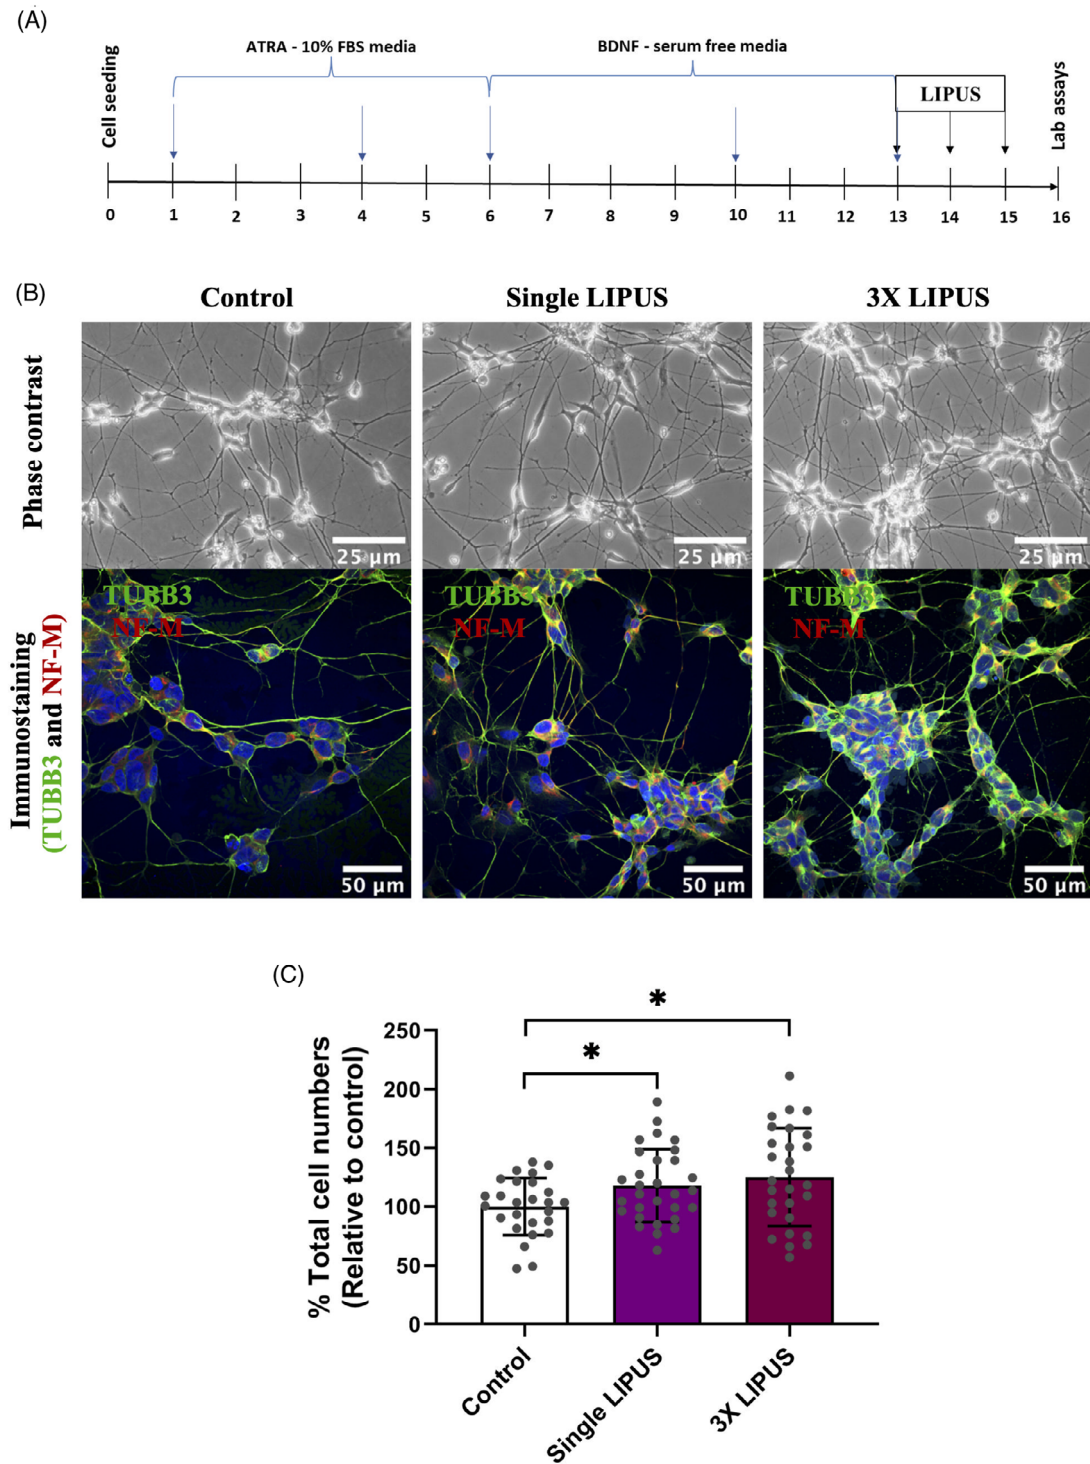 (A)
ATRA - 10% FBS media
BDNF - serum free media
Cell seeding
LIPUS
Lab assays
0 1 2 3 4 5 6 7 8 9 10 11 12 13 14 15 16
(B)
Control
Single LIPUS
3X LIPUS
Phase contrast
25 µm
25 µm
25 µm
Immunostaining
(TUBB3 and NF-M)
TUBB3
NF-M
50 µm
TUBB3
NF-M
50 µm
TUBB3
NF-M
50 µm
(C)
% Total cell numbers
(Relative to control)
250
200
150
100
50
0
*
*
Control
Single LIPUS
3X LIPUS